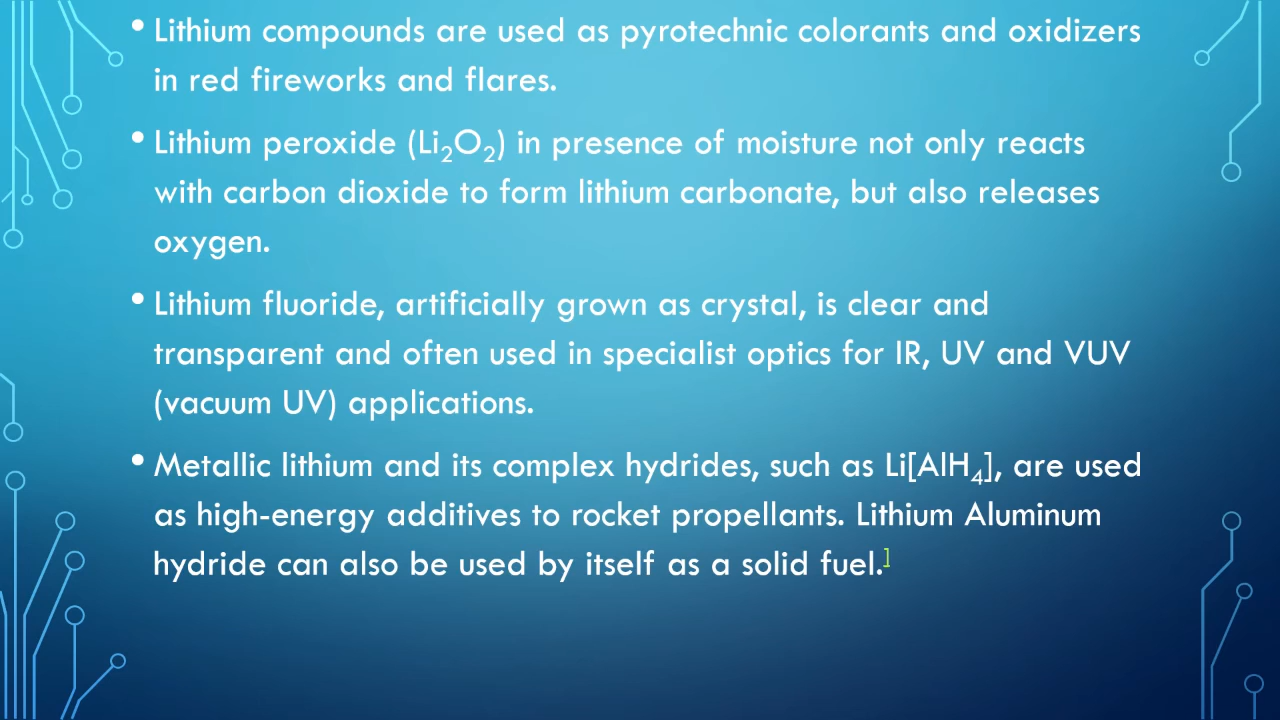 • Lithium compounds are used as pyrotechnic colorants and oxidizers
in red fireworks and flares.
• Lithium peroxide (Li₂O₂) in presence of moisture not only reacts
with carbon dioxide to form lithium carbonate, but also releases
oxygen.
• Lithium fluoride, artificially grown as crystal, is clear and
transparent and often used in specialist optics for IR, UV and VUV
(vacuum UV) applications.
• Metallic lithium and its complex hydrides, such as Li[AlH₄], are used
as high-energy additives to rocket propellants. Lithium Aluminum
hydride can also be used by itself as a solid fuel.]